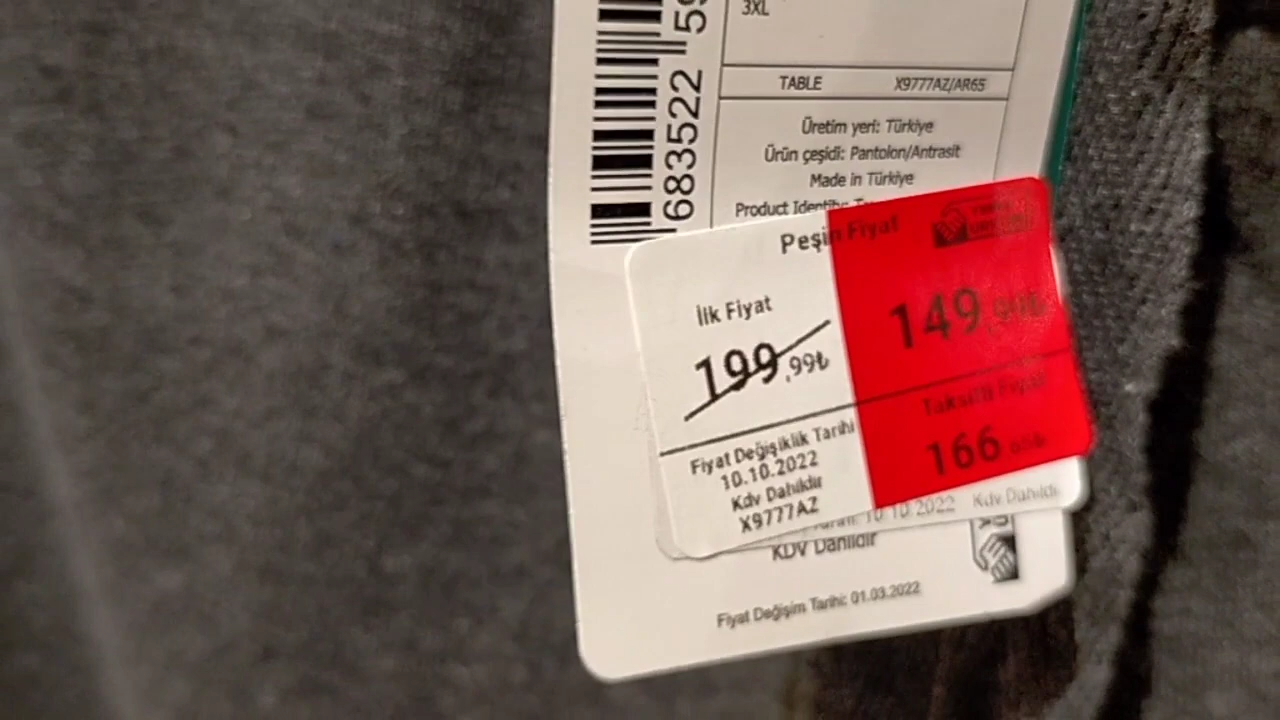 3XL
683522 59
TABLE X9777AZ/AR65
Üretim yeri: Türkiye
Ürün çeşidi: Pantolon/Antrasit
Made in Türkiye
Product Identity:
Peşin Fiyat
İlk Fiyat
199,99₺
149,99₺
Taksitli Fiyat
166
Fiyat Değişiklik Tarihi
10.10.2022
Kdv Dahildir
X9777AZ
10.10.2022 Kdv Dahildir
KDV Dahildir
Fiyat Değişim Tarihi: 01.03.2022